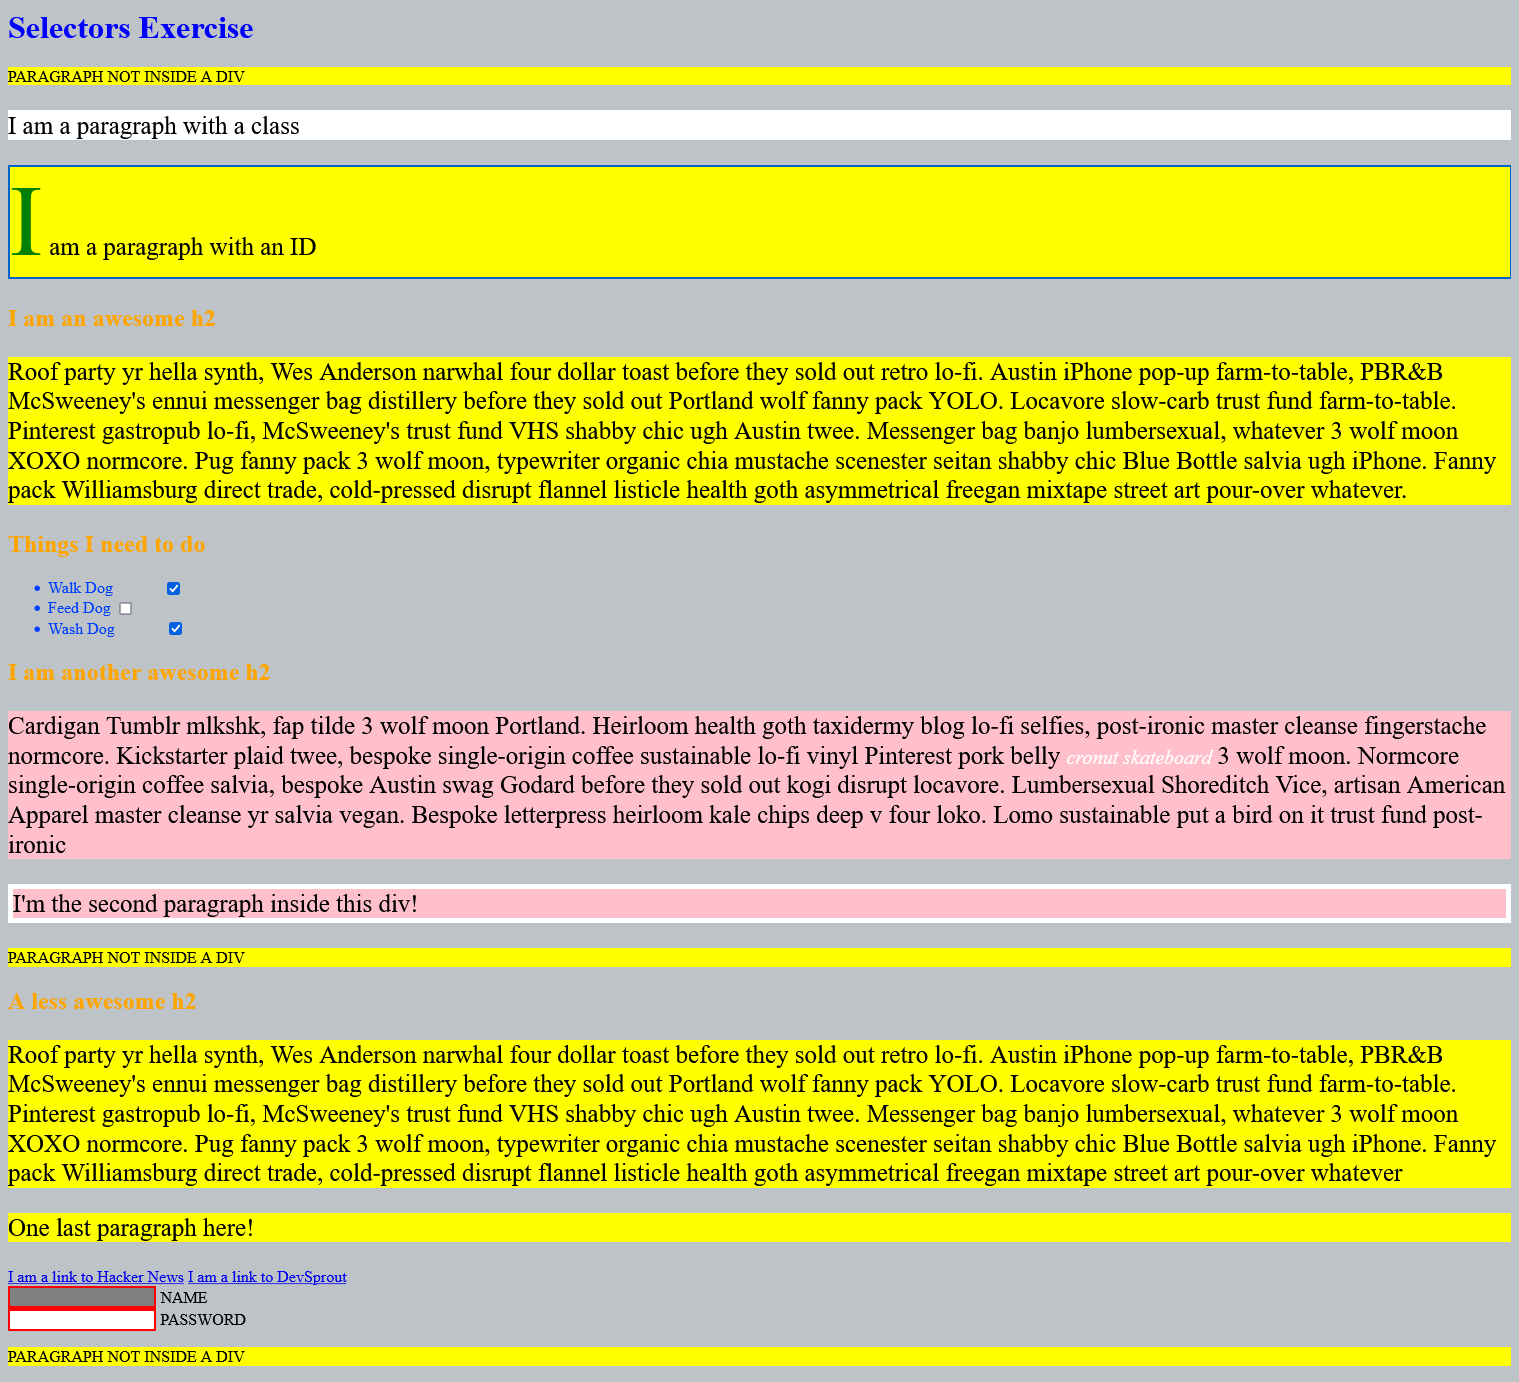 Selectors Exercise
PARAGRAPH NOT INSIDE A DIV
I am a paragraph with a class
I am a paragraph with an ID
I am an awesome h2
Roof party yr hella synth, Wes Anderson narwhal four dollar toast before they sold out retro lo-fi. Austin iPhone pop-up farm-to-table, PBR&B
McSweeney's ennui messenger bag distillery before they sold out Portland wolf fanny pack YOLO. Locavore slow-carb trust fund farm-to-table.
Pinterest gastropub lo-fi, McSweeney's trust fund VHS shabby chic ugh Austin twee. Messenger bag banjo lumbersexual, whatever 3 wolf moon
XOXO normcore. Pug fanny pack 3 wolf moon, typewriter organic chia mustache scenester seitan shabby chic Blue Bottle salvia ugh iPhone. Fanny
pack Williamsburg direct trade, cold-pressed disrupt flannel listicle health goth asymmetrical freegan mixtape street art pour-over whatever.
Things I need to do
• Walk Dog
• Feed Dog
• Wash Dog
I am another awesome h2
Cardigan Tumblr mlkshk, fap tilde 3 wolf moon Portland. Heirloom health goth taxidermy blog lo-fi selfies, post-ironic master cleanse fingerstache
normcore. Kickstarter plaid twee, bespoke single-origin coffee sustainable lo-fi vinyl Pinterest pork belly cronut skateboard 3 wolf moon. Normcore
single-origin coffee salvia, bespoke Austin swag Godard before they sold out kogi disrupt locavore. Lumbersexual Shoreditch Vice, artisan American
Apparel master cleanse yr salvia vegan. Bespoke letterpress heirloom kale chips deep v four loko. Lomo sustainable put a bird on it trust fund post-
ironic
I'm the second paragraph inside this div!
PARAGRAPH NOT INSIDE A DIV
A less awesome h2
Roof party yr hella synth, Wes Anderson narwhal four dollar toast before they sold out retro lo-fi. Austin iPhone pop-up farm-to-table, PBR&B
McSweeney's ennui messenger bag distillery before they sold out Portland wolf fanny pack YOLO. Locavore slow-carb trust fund farm-to-table.
Pinterest gastropub lo-fi, McSweeney's trust fund VHS shabby chic ugh Austin twee. Messenger bag banjo lumbersexual, whatever 3 wolf moon
XOXO normcore. Pug fanny pack 3 wolf moon, typewriter organic chia mustache scenester seitan shabby chic Blue Bottle salvia ugh iPhone. Fanny
pack Williamsburg direct trade, cold-pressed disrupt flannel listicle health goth asymmetrical freegan mixtape street art pour-over whatever
One last paragraph here!
I am a link to Hacker News I am a link to DevSprout
NAME
PASSWORD
PARAGRAPH NOT INSIDE A DIV